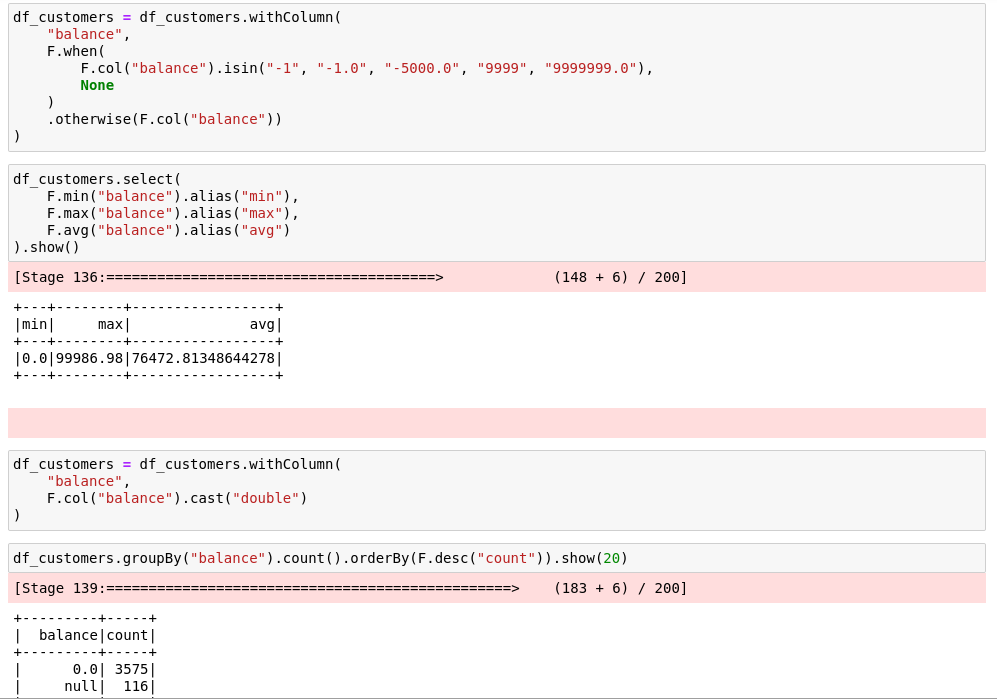 df_customers = df_customers.withColumn(
    "balance",
    F.when(
        F.col("balance").isin("-1", "-1.0", "-5000.0", "9999", "9999999.0"),
        None
    )
    .otherwise(F.col("balance"))
)
df_customers.select(
    F.min("balance").alias("min"),
    F.max("balance").alias("max"),
    F.avg("balance").alias("avg")
).show()
[Stage 136:=======================================>             (148 + 6) / 200]
+---+--------+-----------------+
|min|     max|              avg|
+---+--------+-----------------+
|0.0|99986.98|76472.81348644278|
+---+--------+-----------------+
df_customers = df_customers.withColumn(
    "balance",
    F.col("balance").cast("double")
)
df_customers.groupBy("balance").count().orderBy(F.desc("count")).show(20)
[Stage 139:================================================>    (183 + 6) / 200]
+---------+-----+
|  balance|count|
+---------+-----+
|      0.0| 3575|
|     null|  116|